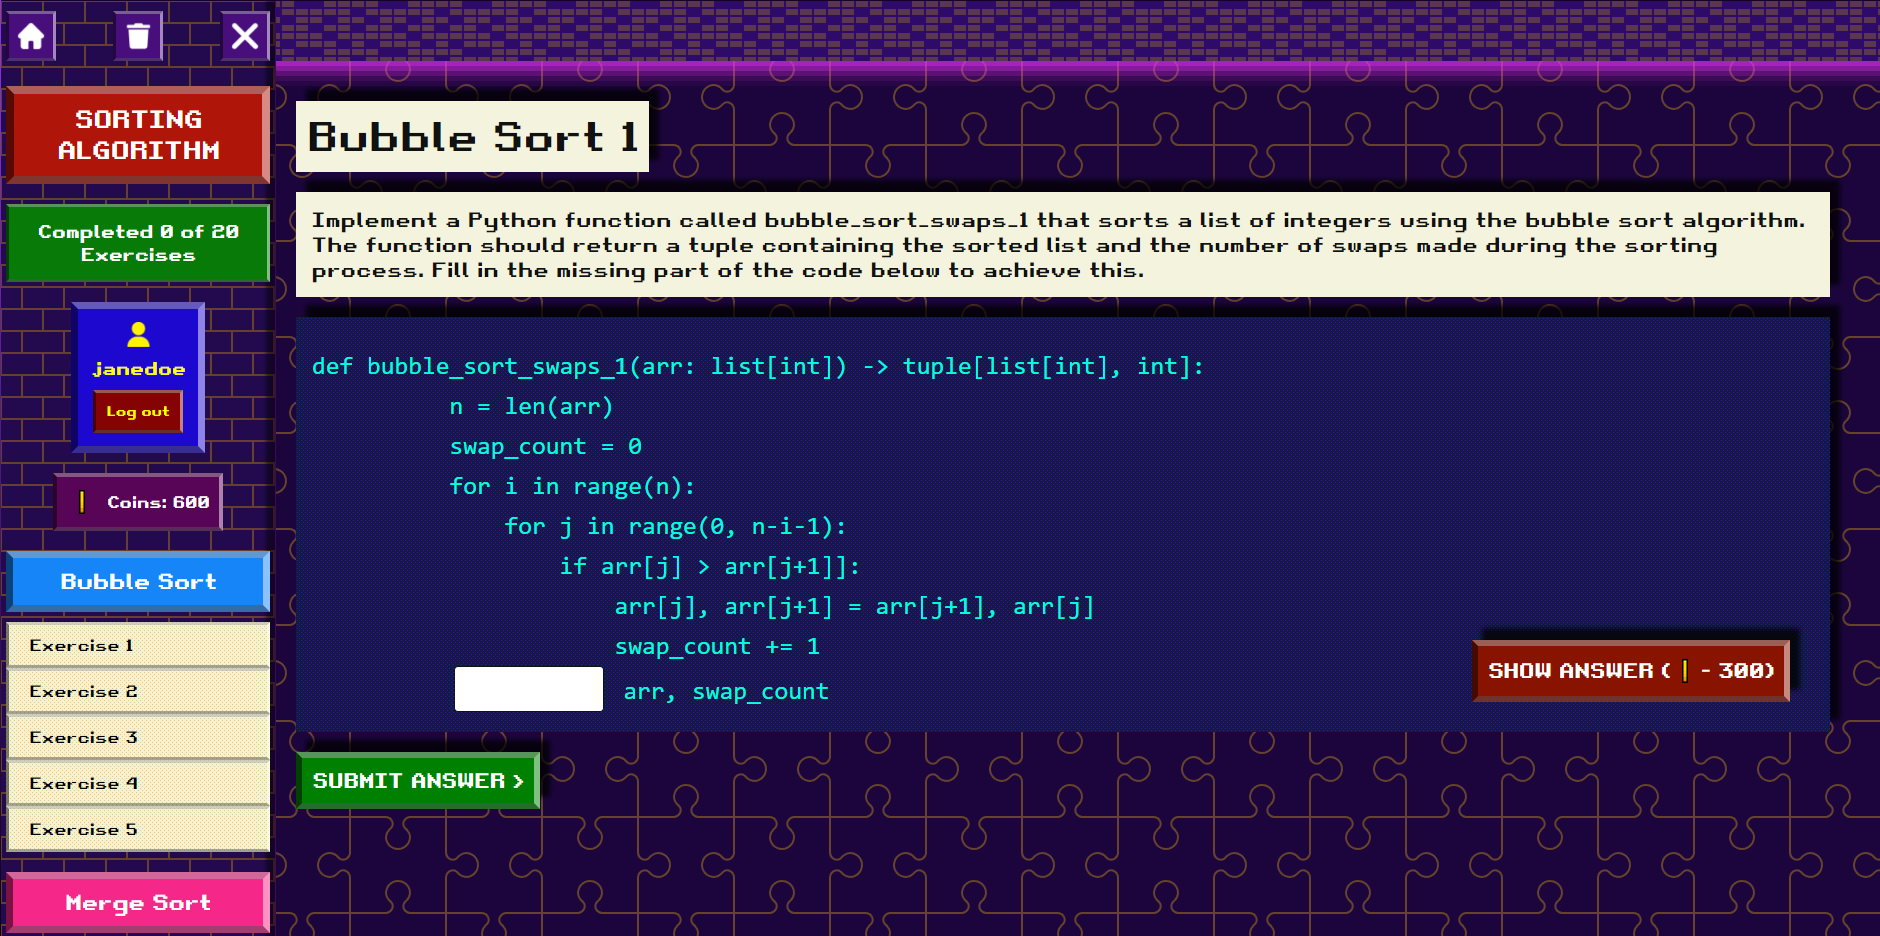 SORTING
ALGORITHM
Completed 0 of 20
Exercises
janedoe
Log out
Coins: 600
Bubble Sort
Exercise 1
Exercise 2
Exercise 3
Exercise 4
Exercise 5
Merge Sort
Bubble Sort 1
Implement a Python function called bubble_sort_swaps_1 that sorts a list of integers using the bubble sort algorithm.
The function should return a tuple containing the sorted list and the number of swaps made during the sorting
process. Fill in the missing part of the code below to achieve this.
def bubble_sort_swaps_1(arr: list[int]) -> tuple[list[int], int]:
n = len(arr)
swap_count = 0
for i in range(n):
for j in range(0, n-i-1):
if arr[j] > arr[j+1]]:
arr[j], arr[j+1] = arr[j+1], arr[j]
swap_count += 1
arr, swap_count
SHOW ANSWER ( - 300)
SUBMIT ANSWER >